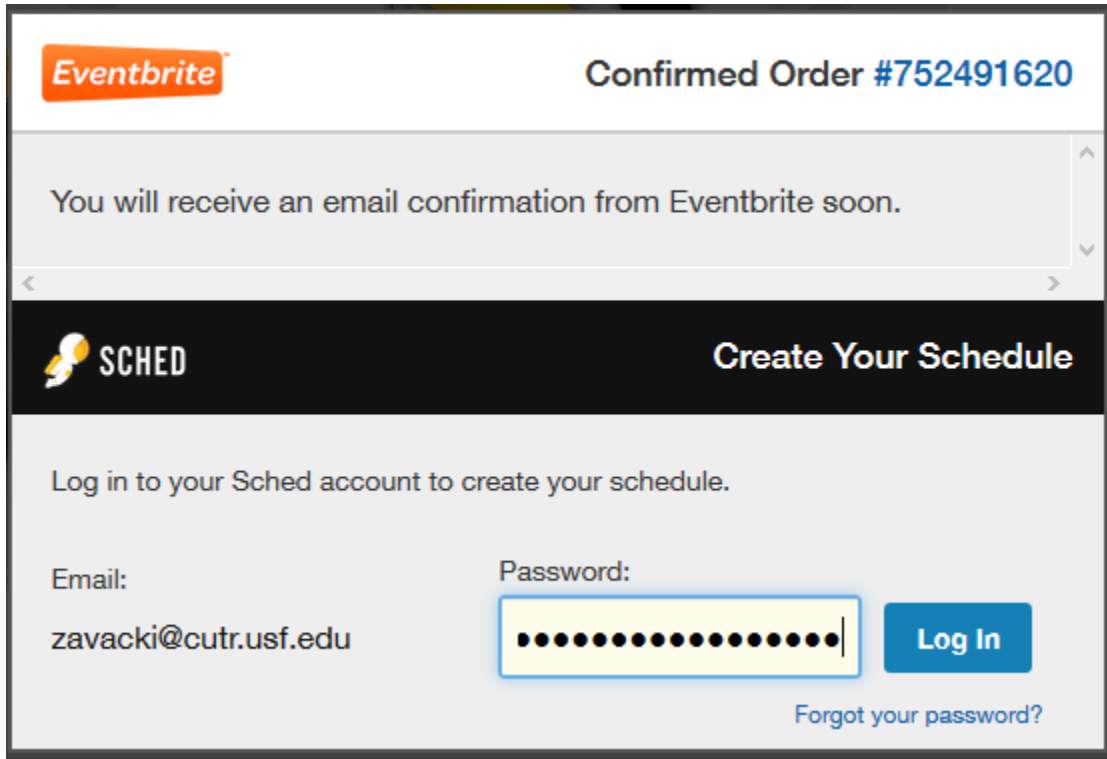 Eventbrite™
Confirmed Order #752491620
You will receive an email confirmation from Eventbrite soon.
SCHED
Create Your Schedule
Log in to your Sched account to create your schedule.
Email:
Password:
zavacki@cutr.usf.edu
Log In
Forgot your password?